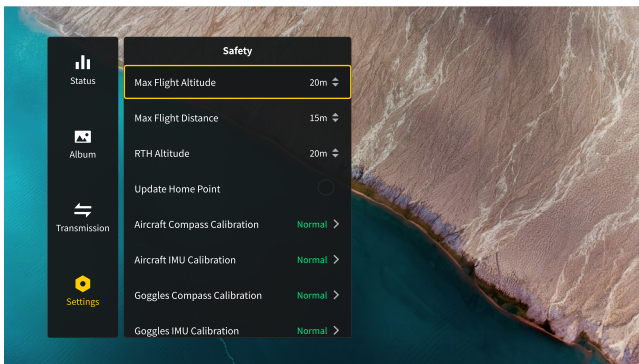 Safety
Status
Max Flight Altitude 20m
Max Flight Distance 15m
Album
RTH Altitude 20m
Update Home Point
Transmission
Aircraft Compass Calibration Normal
Aircraft IMU Calibration Normal
Settings
Goggles Compass Calibration Normal
Goggles IMU Calibration Normal